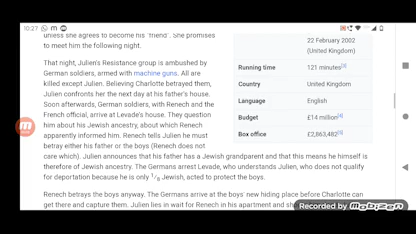 10:27
unless she agrees to become his "friend". She promises
to meet him the following night.
22 February 2002
(United Kingdom)
Running time 121 minutes[3]
Country United Kingdom
Language English
Budget £14 million[4]
Box office £2,863,482[5]
That night, Julien's Resistance group is ambushed by
German soldiers, armed with machine guns. All are
killed except Julien. Believing Charlotte betrayed them,
Julien confronts her the next day at his father's house.
Soon afterwards, German soldiers, with Renech and the
French official, arrive at Levade's house. They question
him about his Jewish ancestry, about which Renech
apparently informed him. Renech tells Julien he must
betray either his father or the boys (Renech does not
care which). Julien announces that his father has a Jewish grandparent and that this means he himself is
therefore of Jewish ancestry. The Germans arrest Levade, who understands Julien, who does not qualify
for deportation because he is only 1/8 Jewish, acted to protect the boys.
Renech betrays the boys anyway. The Germans arrive at the boys' new hiding place before Charlotte can
get there and capture them. Julien lies in wait for Renech in his apartment and sh
Recorded by Mobizen